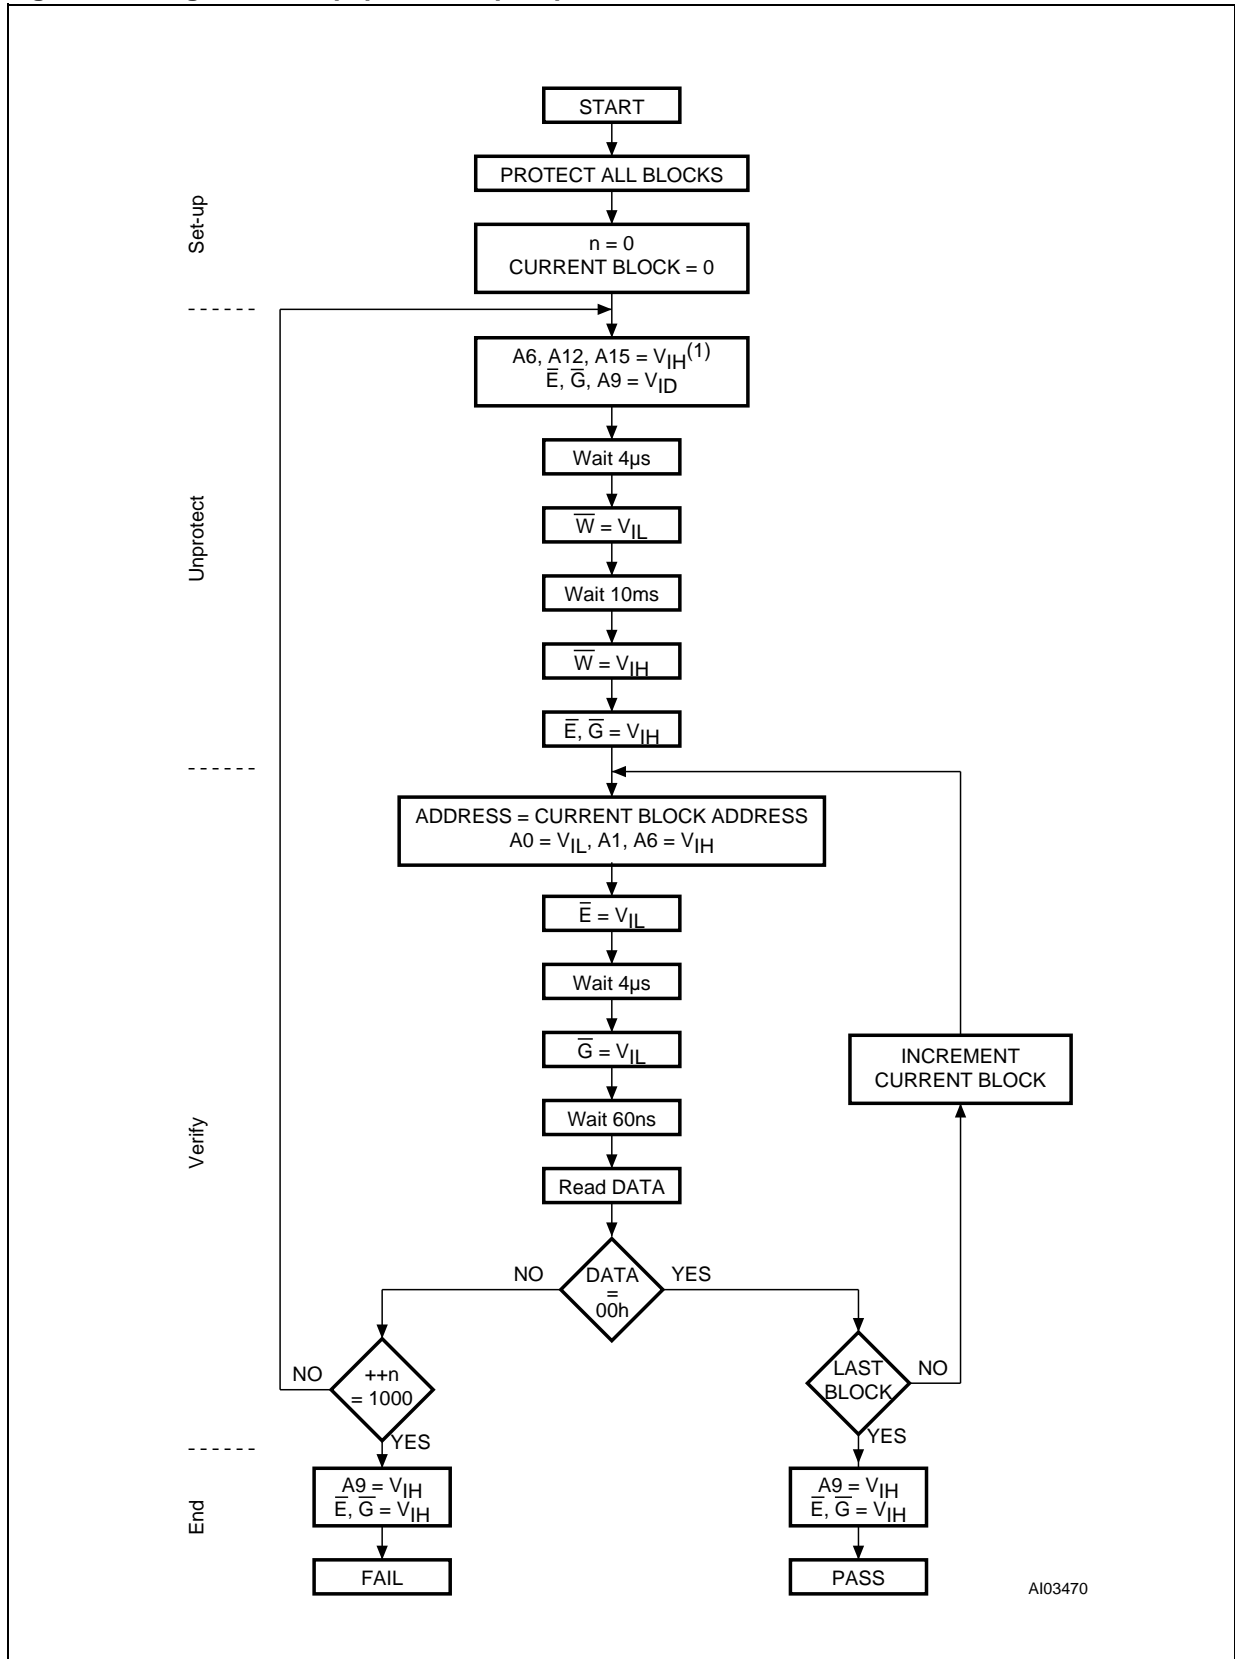 START
PROTECT ALL BLOCKS
Set-up
n = 0
CURRENT BLOCK = 0
A6, A12, A15 = VIH(1)
E̅, G̅, A9 = VID
Wait 4µs
Unprotect
W̅ = VIL
Wait 10ms
W̅ = VIH
E̅, G̅ = VIH
ADDRESS = CURRENT BLOCK ADDRESS
A0 = VIL, A1, A6 = VIH
E̅ = VIL
Wait 4µs
G̅ = VIL
INCREMENT
CURRENT BLOCK
Wait 60ns
Verify
Read DATA
NO
DATA
=
00h
YES
NO
++n
= 1000
YES
LAST
BLOCK
NO
YES
End
A9 = VIH
E̅, G̅ = VIH
A9 = VIH
E̅, G̅ = VIH
FAIL
PASS
AI03470